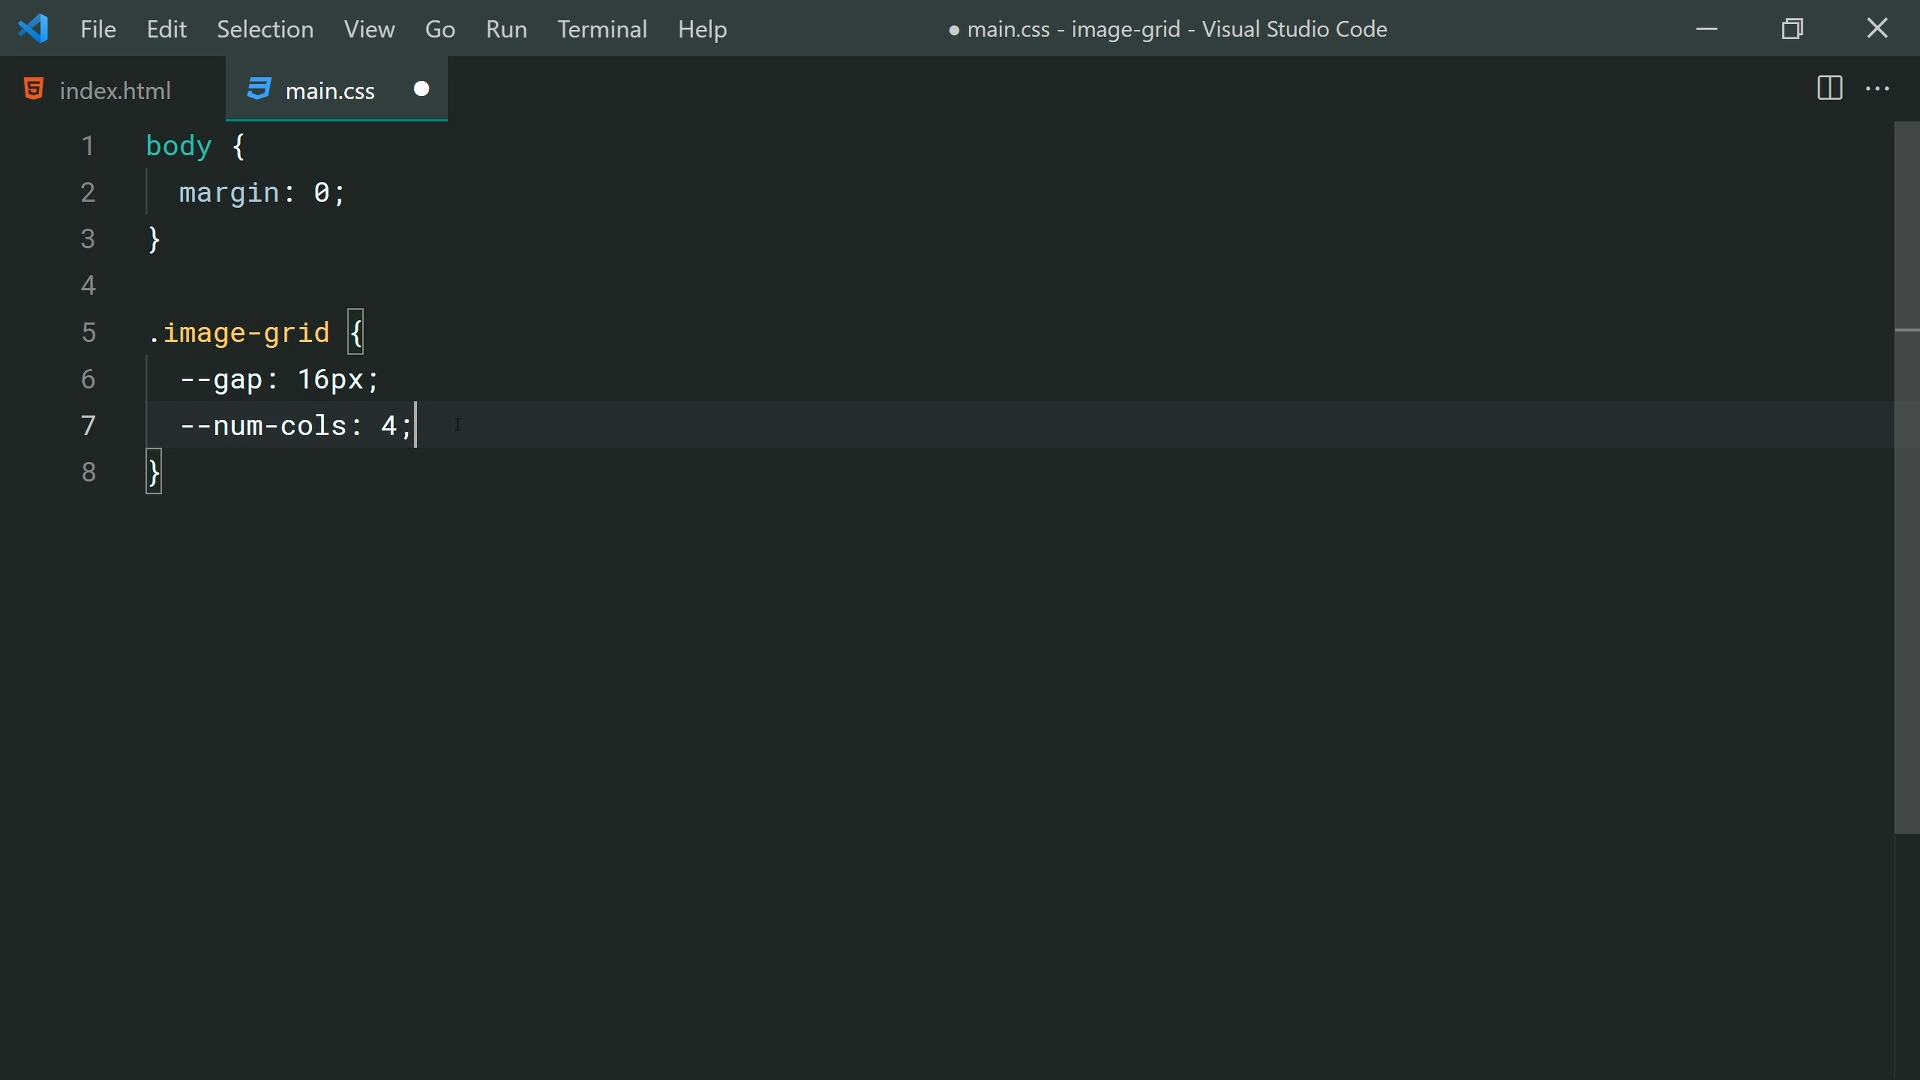 File Edit Selection View Go Run Terminal Help ● main.css - image-grid - Visual Studio Code
index.html main.css
1 body {
2 margin: 0;
3 }
4
5 .image-grid {
6 --gap: 16px;
7 --num-cols: 4;
8 }